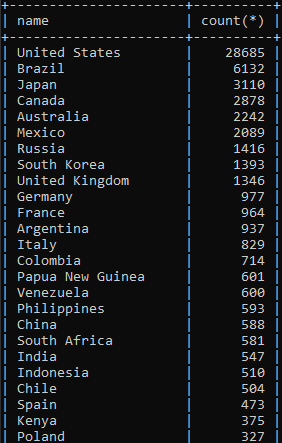 name count(*)
United States 28685
Brazil 6132
Japan 3110
Canada 2878
Australia 2242
Mexico 2089
Russia 1416
South Korea 1393
United Kingdom 1346
Germany 977
France 964
Argentina 937
Italy 829
Colombia 714
Papua New Guinea 601
Venezuela 600
Philippines 593
China 588
South Africa 581
India 547
Indonesia 510
Chile 504
Spain 473
Kenya 375
Poland 327